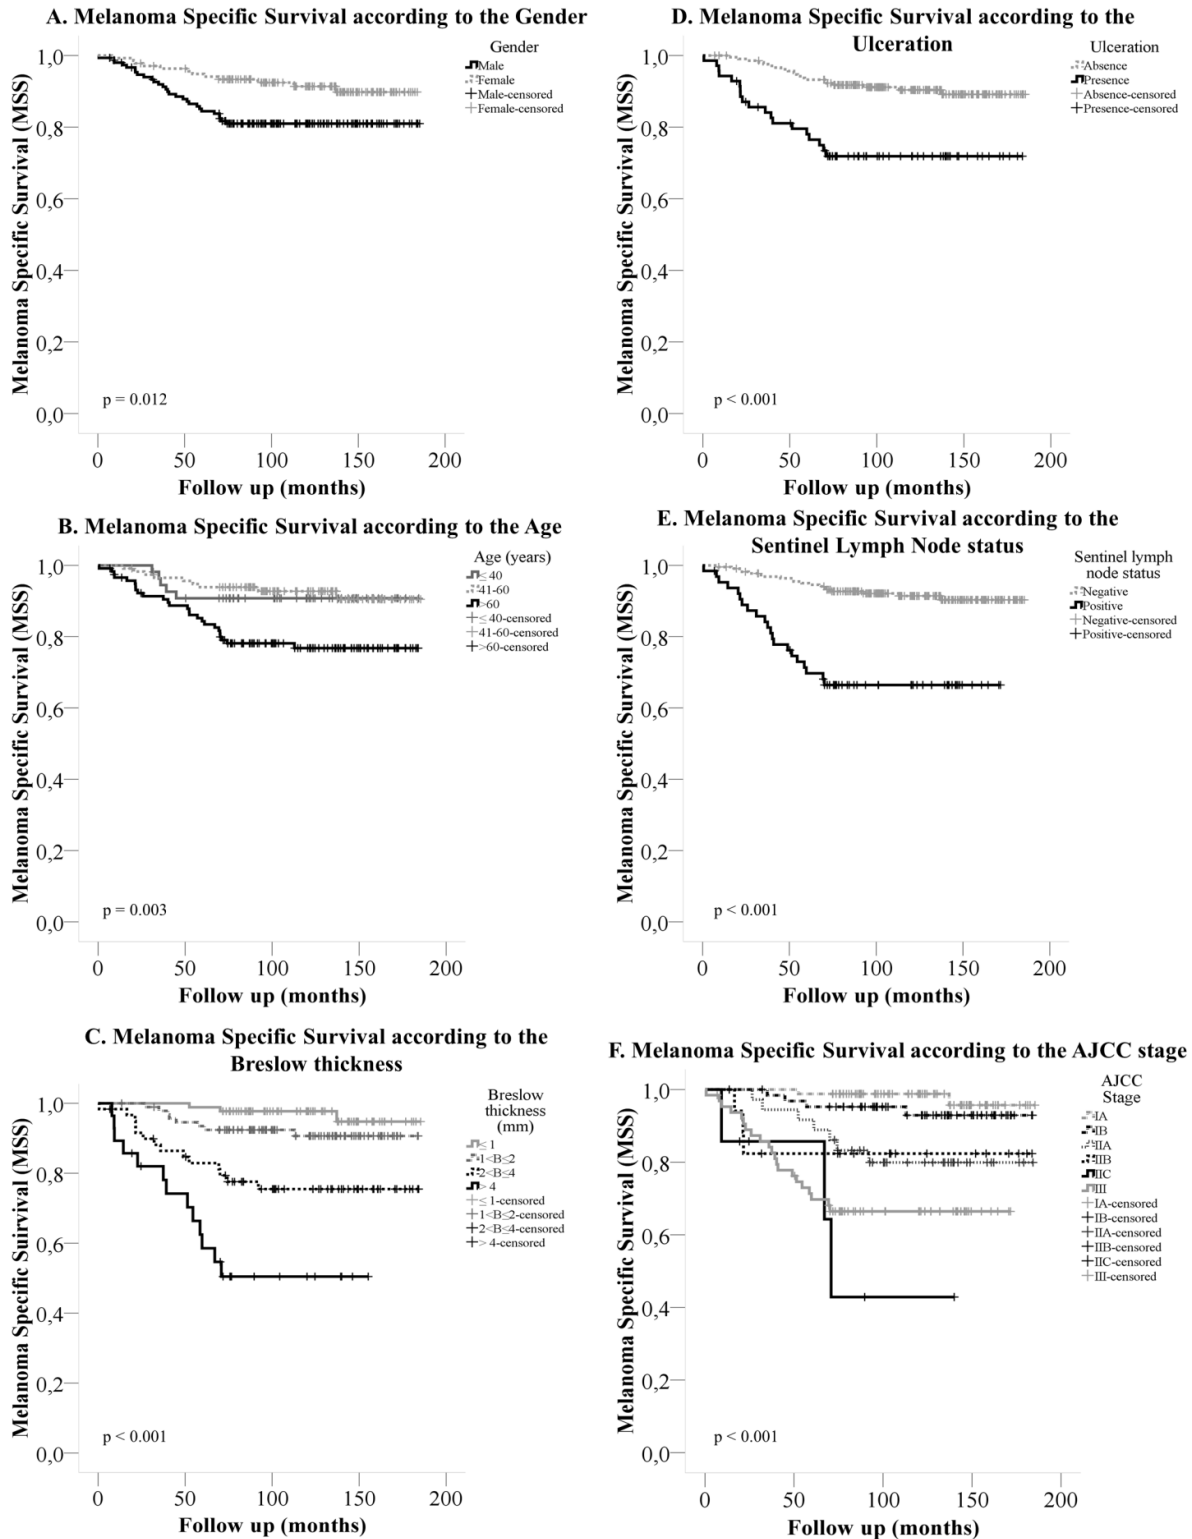 A. Melanoma Specific Survival according to the Gender
Melanoma Specific Survival (MSS)
1,0
0,8
0,6
0,4
0,2
0,0
p = 0.012
0 50 100 150 200
Follow up (months)
Gender
Male
Female
Male-censored
Female-censored
D. Melanoma Specific Survival according to the
Ulceration
Melanoma Specific Survival (MSS)
1,0
0,8
0,6
0,4
0,2
0,0
p < 0.001
0 50 100 150 200
Follow up (months)
Ulceration
Absence
Presence
Absence-censored
Presence-censored
B. Melanoma Specific Survival according to the Age
Melanoma Specific Survival (MSS)
1,0
0,8
0,6
0,4
0,2
0,0
p = 0.003
0 50 100 150 200
Follow up (months)
Age (years)
≤ 40
41-60
>60
≤ 40-censored
41-60-censored
>60-censored
E. Melanoma Specific Survival according to the
Sentinel Lymph Node status
Melanoma Specific Survival (MSS)
1,0
0,8
0,6
0,4
0,2
0,0
p < 0.001
0 50 100 150 200
Follow up (months)
Sentinel lymph
node status
Negative
Positive
Negative-censored
Positive-censored
C. Melanoma Specific Survival according to the
Breslow thickness
Melanoma Specific Survival (MSS)
1,0
0,8
0,6
0,4
0,2
0,0
p < 0.001
0 50 100 150 200
Follow up (months)
Breslow
thickness
(mm)
≤ 1
1<B≤2
2<B≤4
> 4
≤ 1-censored
1<B≤2-censored
2<B≤4-censored
> 4-censored
F. Melanoma Specific Survival according to the AJCC stage
Melanoma Specific Survival (MSS)
1,0
0,8
0,6
0,4
0,2
0,0
p < 0.001
0 50 100 150 200
Follow up (months)
AJCC
Stage
IA
IB
IIA
IIB
IIC
III
IA-censored
IB-censored
IIA-censored
IIB-censored
IIC-censored
III-censored